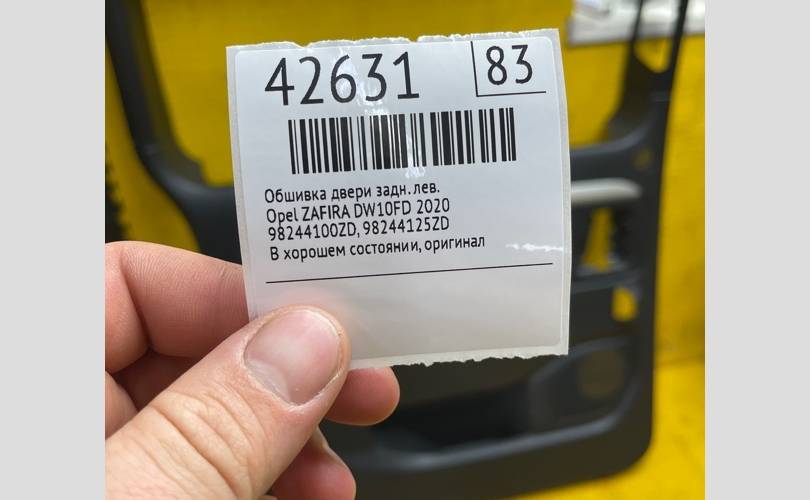 42631
83
Обшивка двери задн. лев.
Opel ZAFIRA DW10FD 2020
98244100ZD, 98244125ZD
В хорошем состоянии, оригинал